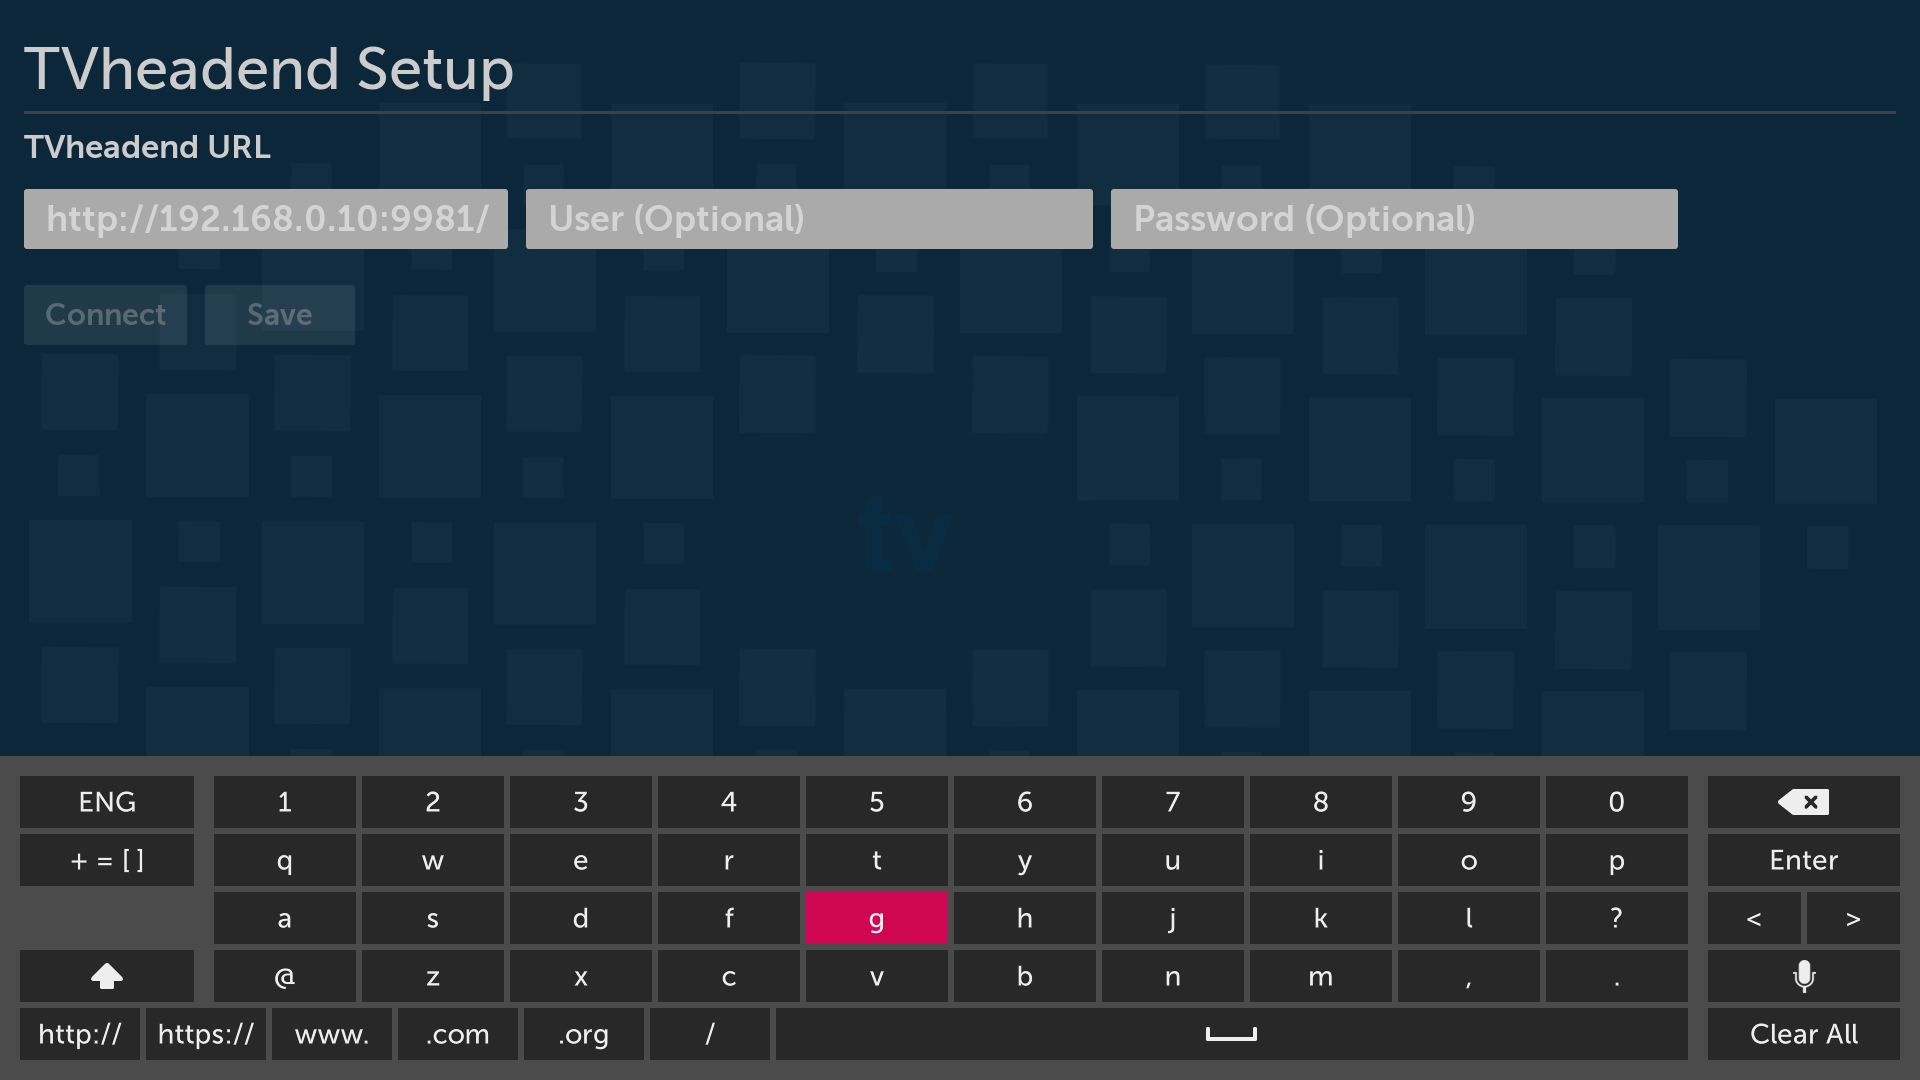 TVheadend Setup
TVheadend URL
http://192.168.0.10:9981/ User (Optional) Password (Optional)
Connect Save
tv
ENG 1 2 3 4 5 6 7 8 9 0
+ = [ ] q w e r t y u i o p Enter
a s d f g h j k l ? < >
@ z x c v b n m , .
http:// https:// www. .com .org / Clear All